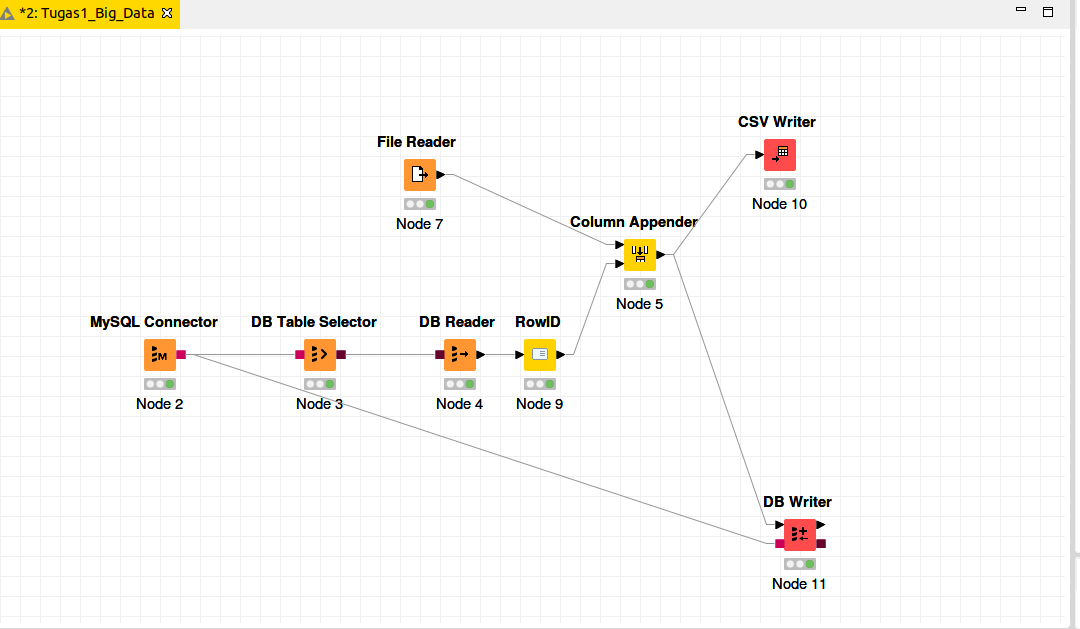 *2: Tugas1_Big_Data
CSV Writer
Node 10
File Reader
Node 7
Column Appender
Node 5
MySQL Connector
Node 2
DB Table Selector
Node 3
DB Reader
Node 4
RowID
Node 9
DB Writer
Node 11